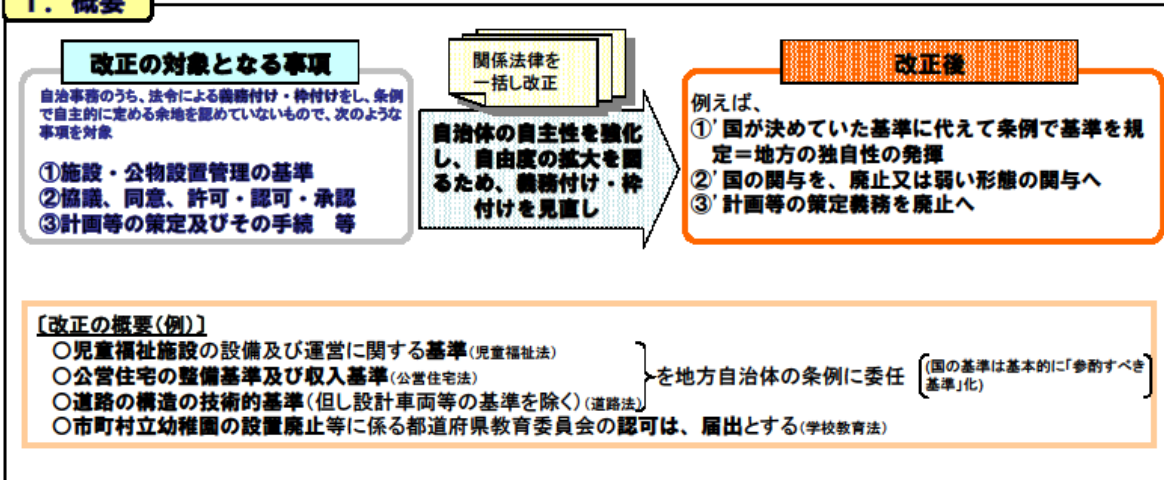 1．概要
改正の対象となる事項
自治事務のうち、法令による義務付け・枠付けをし、条例
で自主的に定める余地を認めていないもので、次のような
事項を対象
①施設・公物設置管理の基準
②協議、同意、許可・認可・承認
③計画等の策定及びその手続　等
関係法律を
一括し改正
自治体の自主性を強化
し、自由度の拡大を図
るため、義務付け・枠
付けを見直し
改正後
例えば、
①’国が決めていた基準に代えて条例で基準を規
定＝地方の独自性の発揮
②’国の関与を、廃止又は弱い形態の関与へ
③’計画等の策定義務を廃止へ
〔改正の概要(例)〕
○児童福祉施設の設備及び運営に関する基準(児童福祉法)
○公営住宅の整備基準及び収入基準(公営住宅法)
○道路の構造の技術的基準(但し設計車両等の基準を除く)(道路法)
を地方自治体の条例に委任
(国の基準は基本的に「参酌すべき
基準」化)
○市町村立幼稚園の設置廃止等に係る都道府県教育委員会の認可は、届出とする(学校教育法)